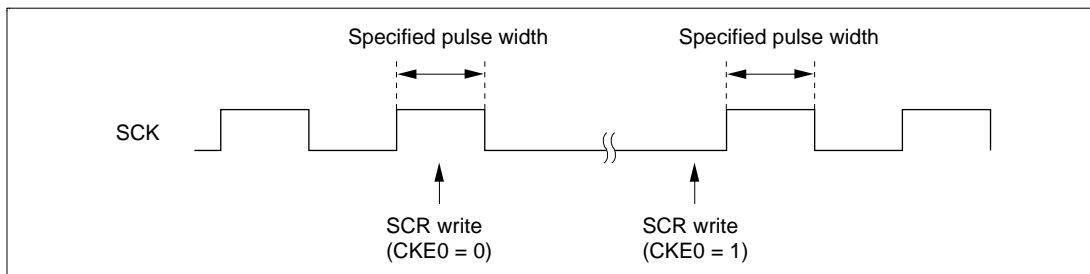 Specified pulse width
Specified pulse width
SCK
SCR write
(CKE0 = 0)
SCR write
(CKE0 = 1)